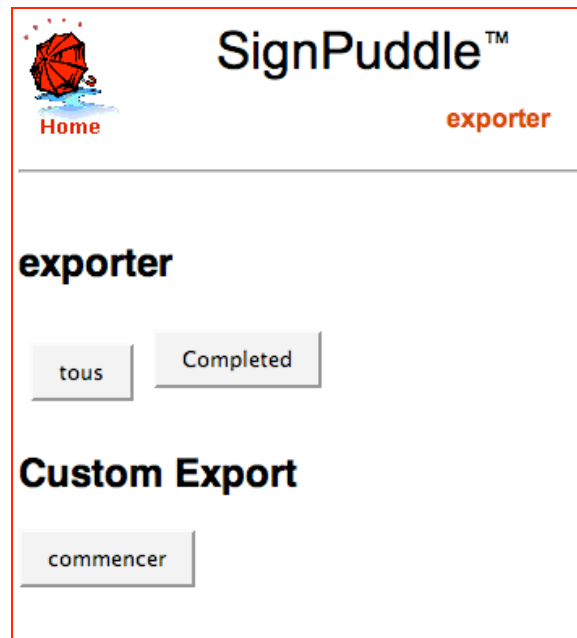 SignPuddle™
Home
exporter
exporter
tous
Completed
Custom Export
commencer